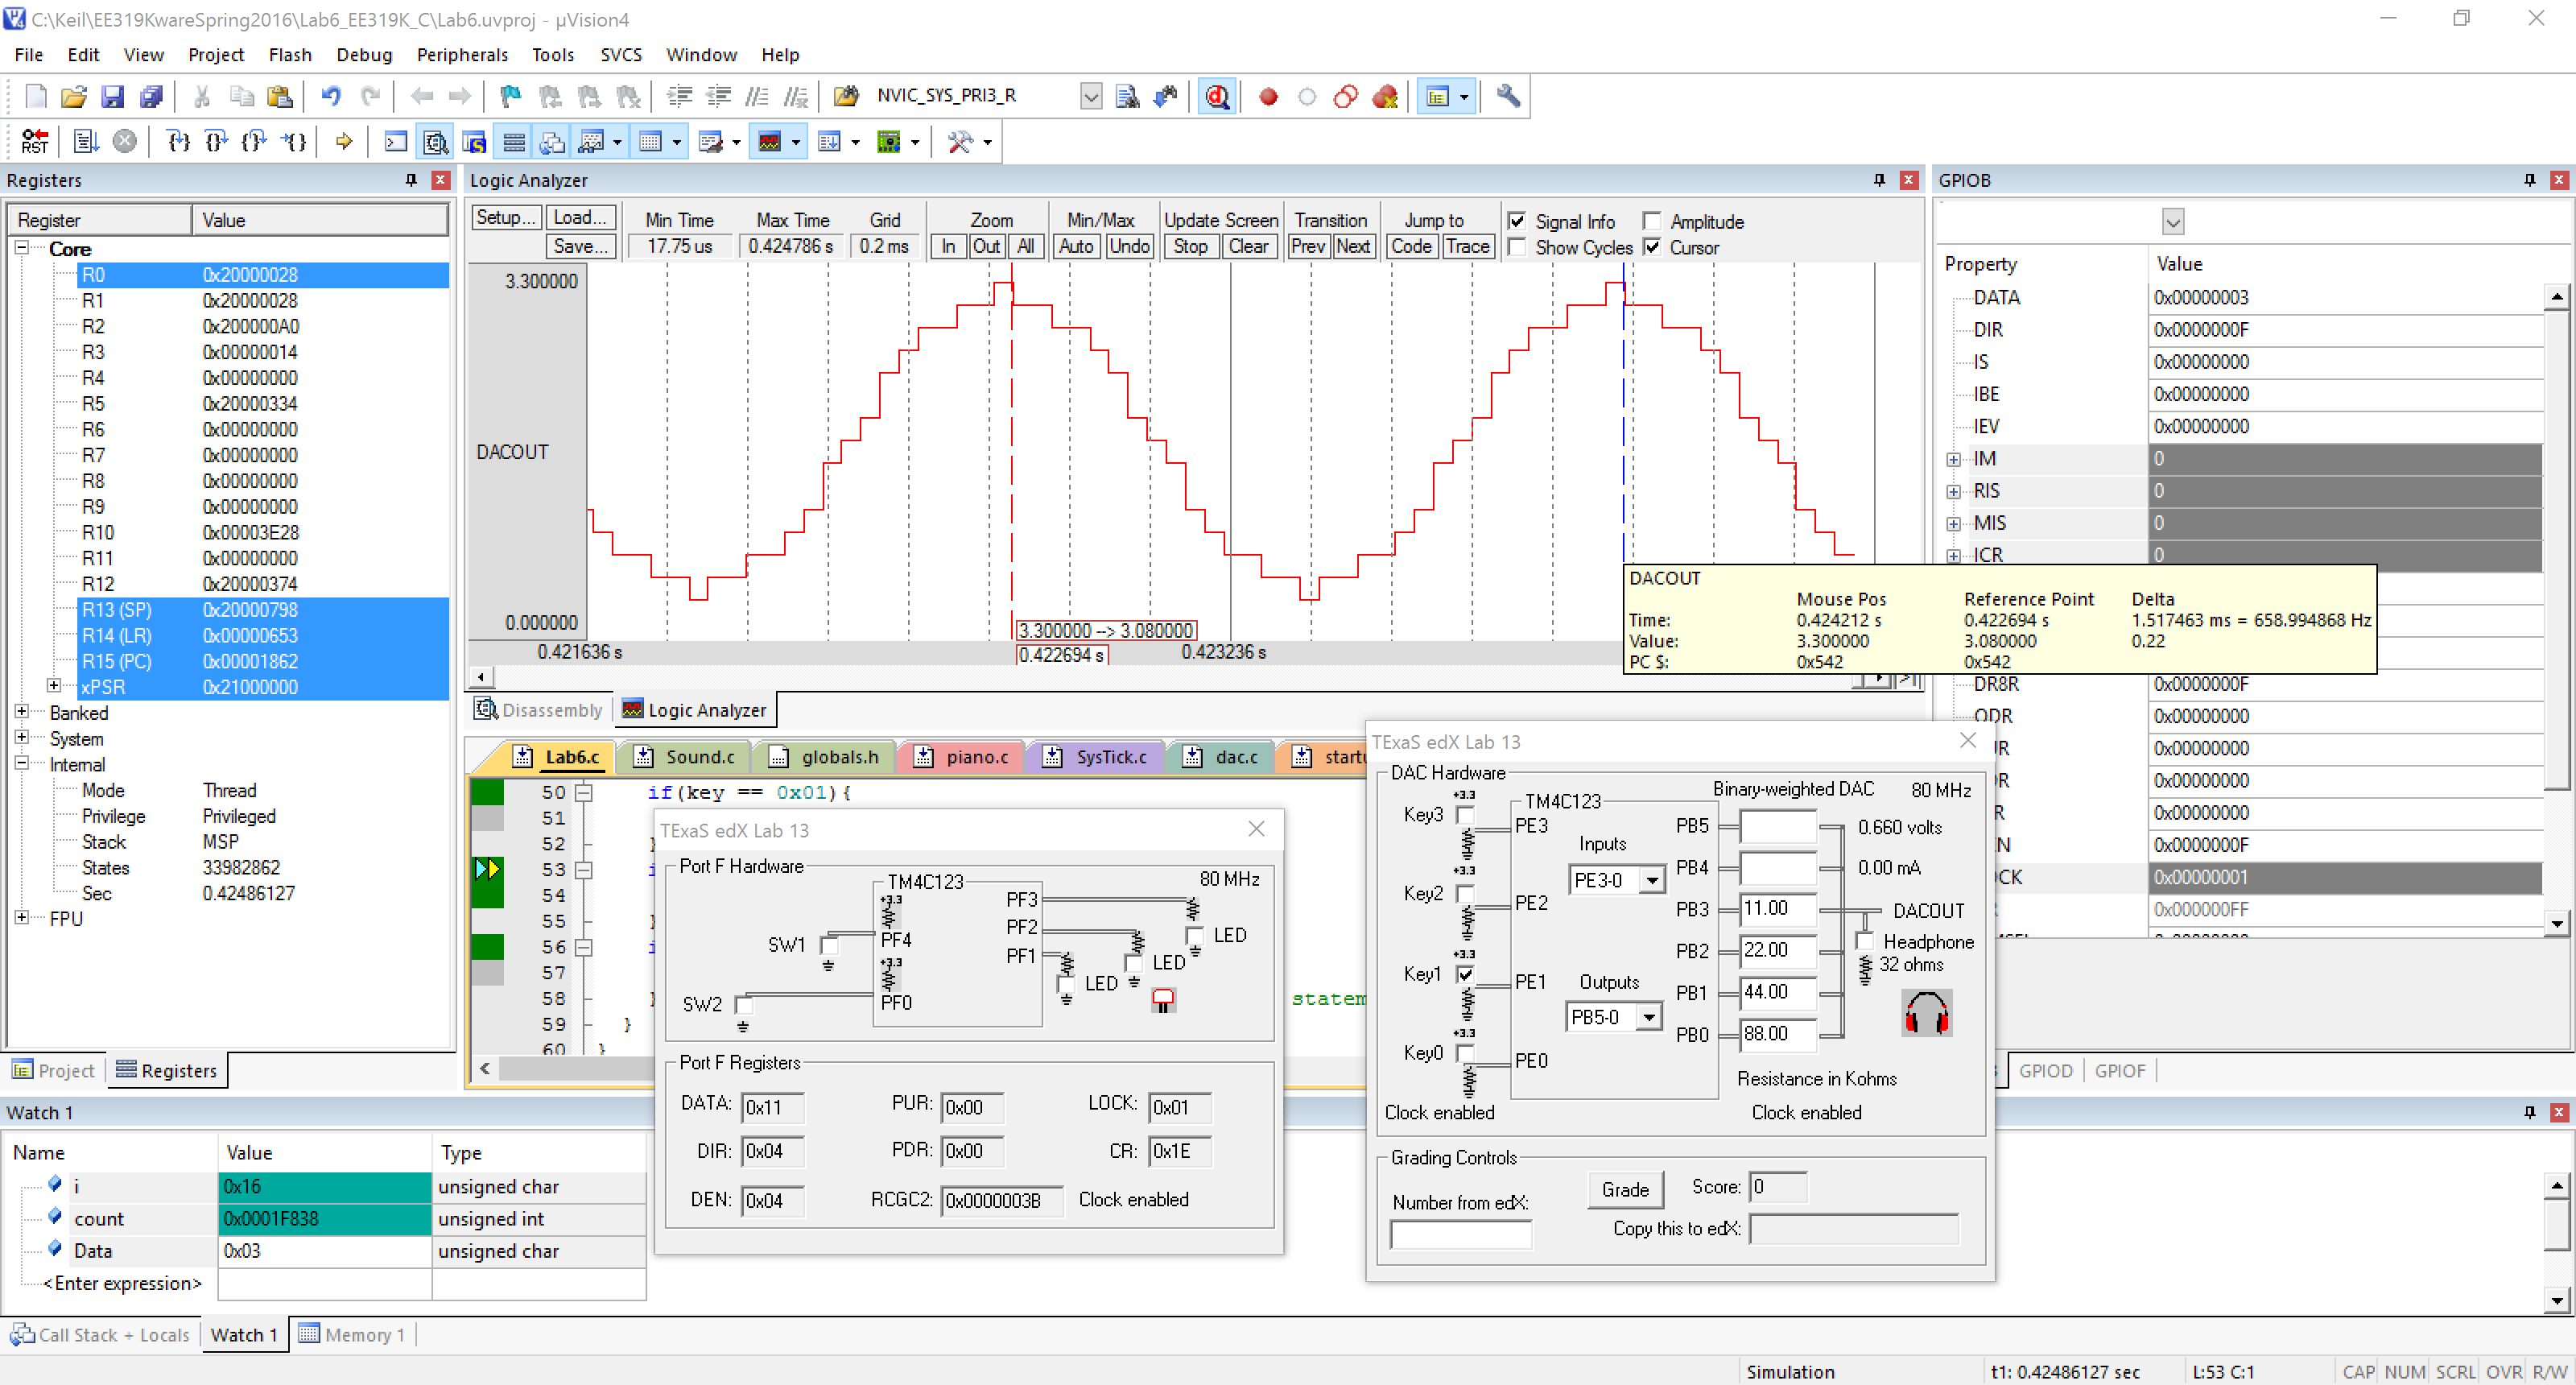 C:\Keil\EE319KwareSpring2016\Lab6_EE319K_C\Lab6.uvproj - µVision4
File Edit View Project Flash Debug Peripherals Tools SVCS Window Help
NVIC_SYS_PRI3_R
RST
Registers
Register Value
Core
R0 0x20000028
R1 0x20000028
R2 0x200000A0
R3 0x00000014
R4 0x00000000
R5 0x20000334
R6 0x00000000
R7 0x00000000
R8 0x00000000
R9 0x00000000
R10 0x00003E28
R11 0x00000000
R12 0x20000374
R13 (SP) 0x20000798
R14 (LR) 0x00000653
R15 (PC) 0x00001862
xPSR 0x21000000
Banked
System
Internal
Mode Thread
Privilege Privileged
Stack MSP
States 33982862
Sec 0.42486127
FPU
Project Registers
Logic Analyzer
Setup... Load... Min Time Max Time Grid Zoom Min/Max Update Screen Transition Jump to Signal Info Amplitude
Save... 17.75 us 0.424786 s 0.2 ms In Out All Auto Undo Stop Clear Prev Next Code Trace Show Cycles Cursor
3.300000
DACOUT
0.000000
3.300000 --> 3.080000
0.421636 s 0.422694 s 0.423236 s
DACOUT
Mouse Pos Reference Point Delta
Time: 0.424212 s 0.422694 s 1.517463 ms = 658.994868 Hz
Value: 3.300000 3.080000 0.22
PC $: 0x542 0x542
Disassembly Logic Analyzer
Lab6.c Sound.c globals.h piano.c SysTick.c dac.c startu
50 if(key == 0x01){
51
52 }
53 i
54
55 }
56 i
57
58 } statem
59 }
60 }
GPIOB
Property Value
DATA 0x00000003
DIR 0x0000000F
IS 0x00000000
IBE 0x00000000
IEV 0x00000000
IM 0
RIS 0
MIS 0
ICR 0
DR8R 0x0000000F
ODR 0x00000000
UR 0x00000000
DR 0x00000000
R 0x00000000
EN 0x0000000F
OCK 0x00000001
R 0x000000FF
GPIOD GPIOF
TExaS edX Lab 13
Port F Hardware
TM4C123 80 MHz
+3.3 PF3
PF2
SW1 PF4 PF1 LED
+3.3 LED
LED
SW2 PF0
Port F Registers
DATA: 0x11 PUR: 0x00 LOCK: 0x01
DIR: 0x04 PDR: 0x00 CR: 0x1E
DEN: 0x04 RCGC2: 0x0000003B Clock enabled
TExaS edX Lab 13
DAC Hardware
Binary-weighted DAC 80 MHz
+3.3 TM4C123
Key3 PE3 PB5 0.660 volts
Inputs
+3.3 PE3-0 PB4 0.00 mA
Key2 PE2 PB3 11.00 DACOUT
+3.3 PB2 22.00 Headphone
32 ohms
Key1 PE1 Outputs PB1 44.00
PB5-0
+3.3 PB0 88.00
Key0 PE0
Resistance in Kohms
Clock enabled Clock enabled
Grading Controls
Number from edX: Grade Score: 0
Copy this to edX:
Watch 1
Name Value Type
i 0x16 unsigned char
count 0x0001F838 unsigned int
Data 0x03 unsigned char
<Enter expression>
Call Stack + Locals Watch 1 Memory 1
Simulation t1: 0.42486127 sec L:53 C:1 CAP NUM SCRL OVR R/W